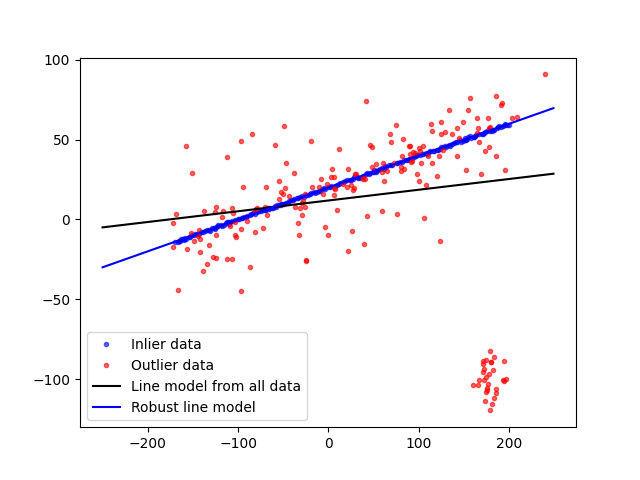 100
50
0
−50
−100
Inlier data
Outlier data
Line model from all data
Robust line model
−200
−100
0
100
200